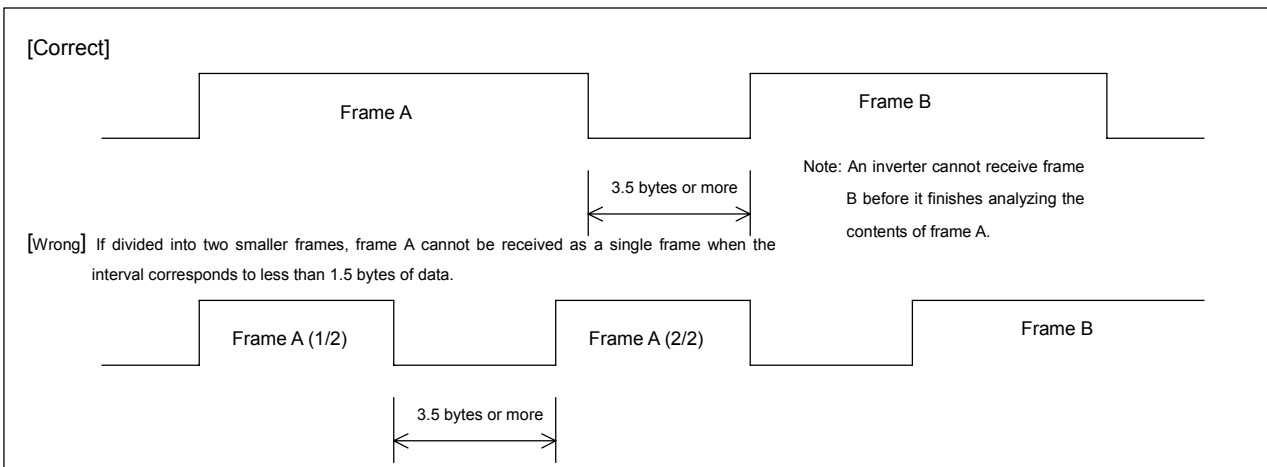 [Correct]
Frame A
Frame B
3.5 bytes or more
Note: An inverter cannot receive frame
B before it finishes analyzing the
contents of frame A.
[Wrong] If divided into two smaller frames, frame A cannot be received as a single frame when the
interval corresponds to less than 1.5 bytes of data.
Frame A (1/2)
Frame A (2/2)
Frame B
3.5 bytes or more